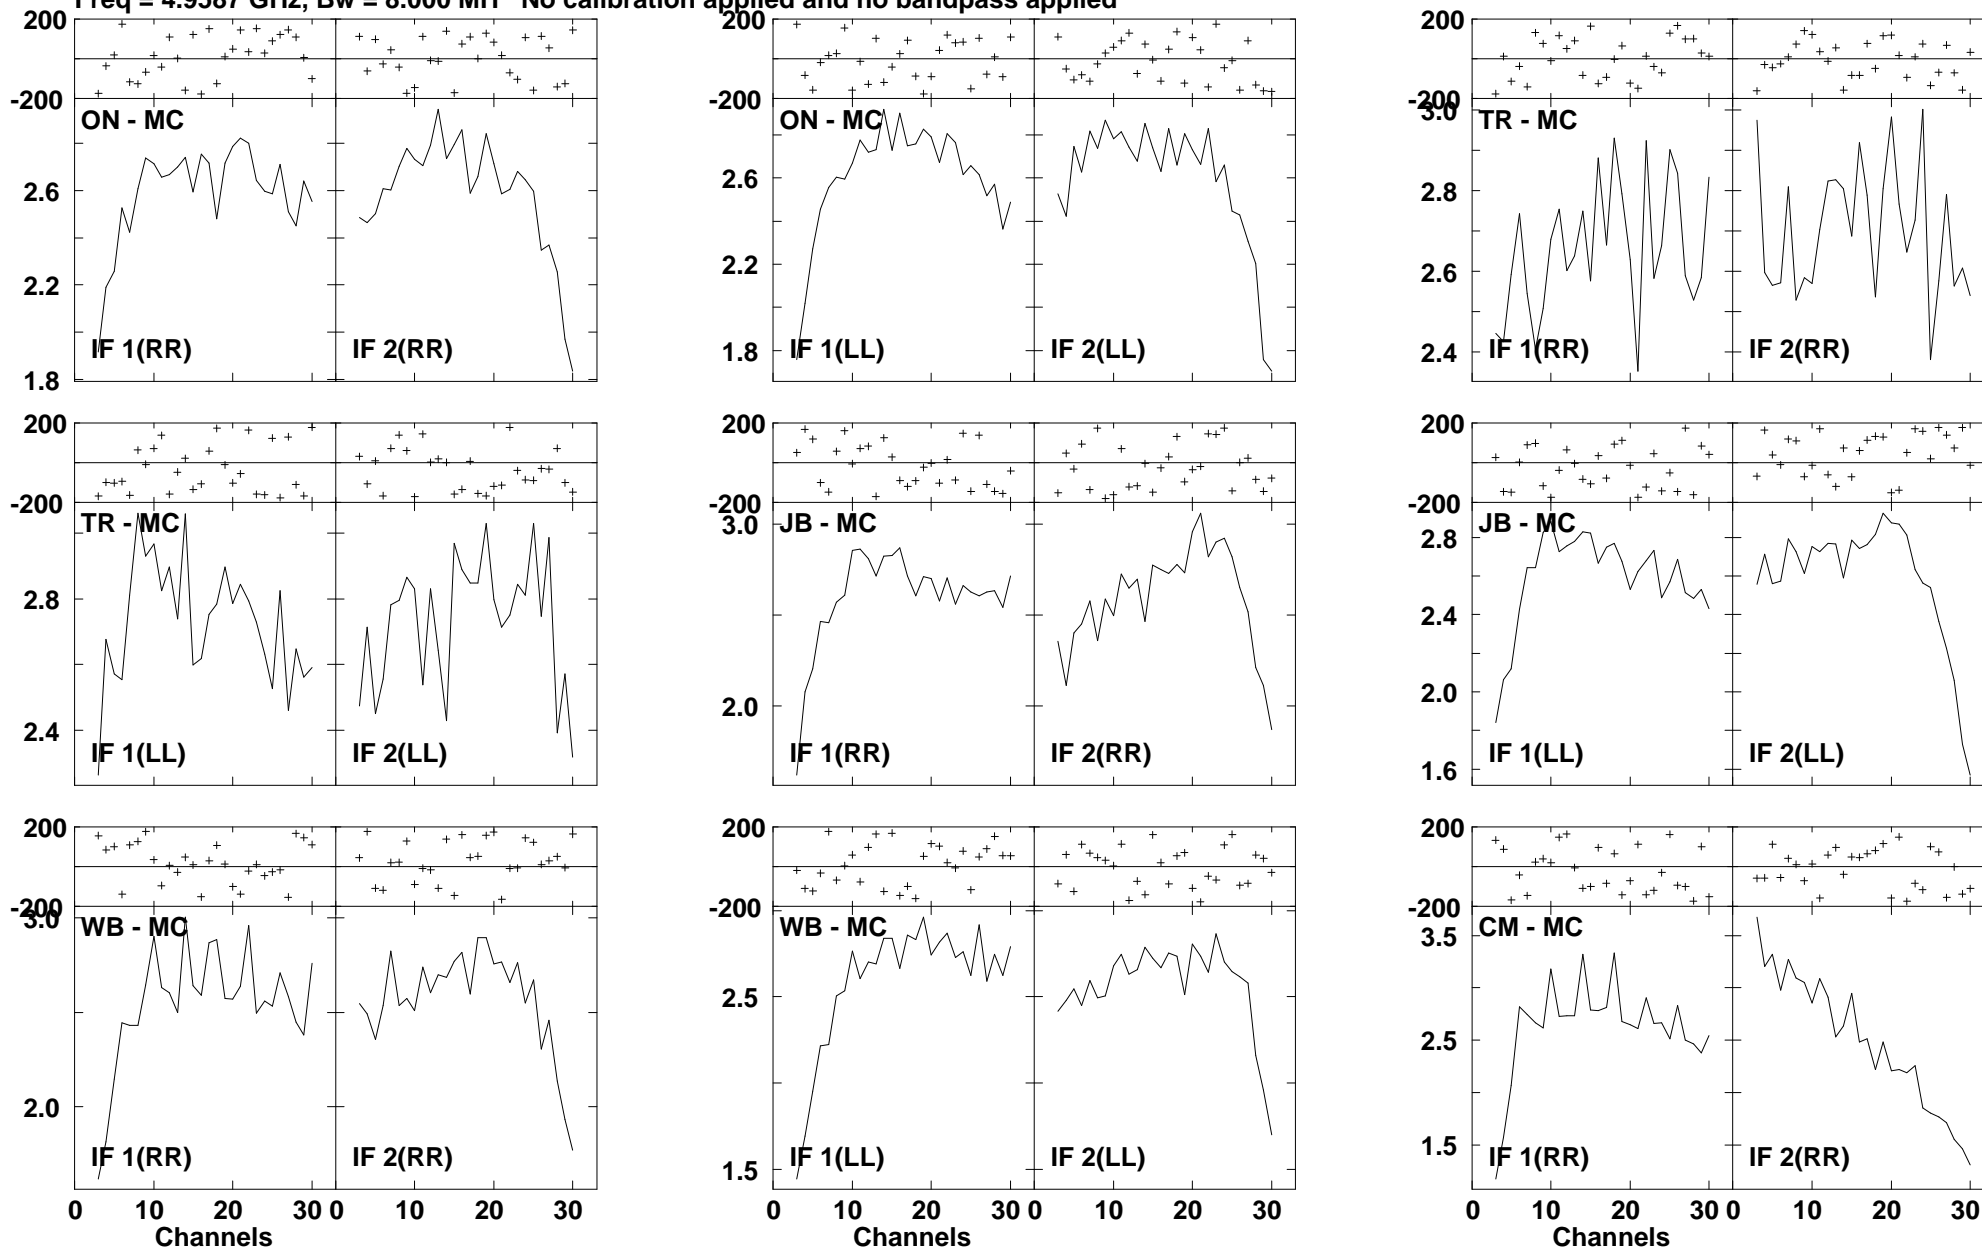 Freq = 4.9587 GHz, Bw = 8.000 MH No calibration applied and no bandpass applied
200 200 200
-200 -200 -200
ON - MC ON - MC TR - MC
3.0
2.6 2.6 2.8
2.2 2.2 2.6
1.8 1.8 2.4
IF 1(RR) IF 2(RR) IF 1(LL) IF 2(LL) IF 1(RR) IF 2(RR)
200 200 200
-200 -200 -200
TR - MC JB - MC JB - MC
2.8 3.0 2.8
2.4 2.0 2.4
2.0
1.6
IF 1(LL) IF 2(LL) IF 1(RR) IF 2(RR) IF 1(LL) IF 2(LL)
200 200 200
-200 -200 -200
WB - MC WB - MC CM - MC
3.0 2.5 3.5
2.0 1.5 2.5
1.5
IF 1(RR) IF 2(RR) IF 1(LL) IF 2(LL) IF 1(RR) IF 2(RR)
0 10 20 30 0 10 20 30 0 10 20 30 0 10 20 30 0 10 20 30 0 10 20 30
Channels Channels Channels